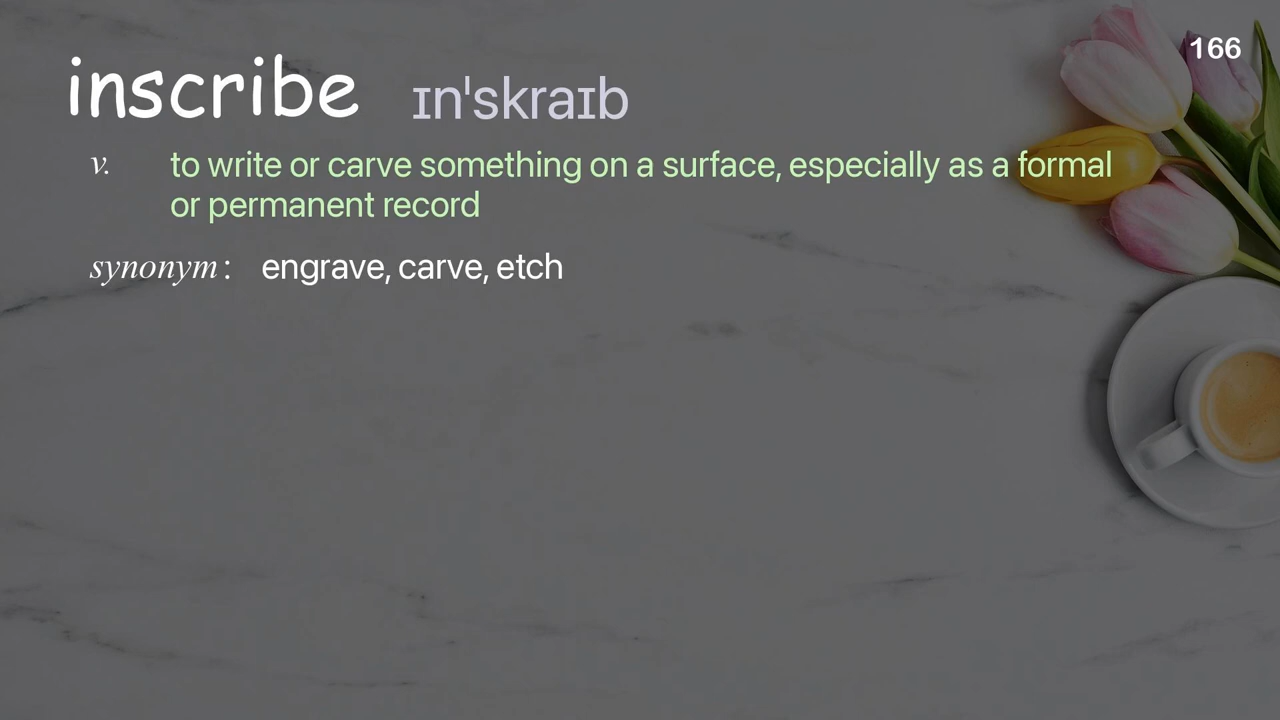 166
inscribe ɪn'skraɪb
v. to write or carve something on a surface, especially as a formal
or permanent record
synonym: engrave, carve, etch